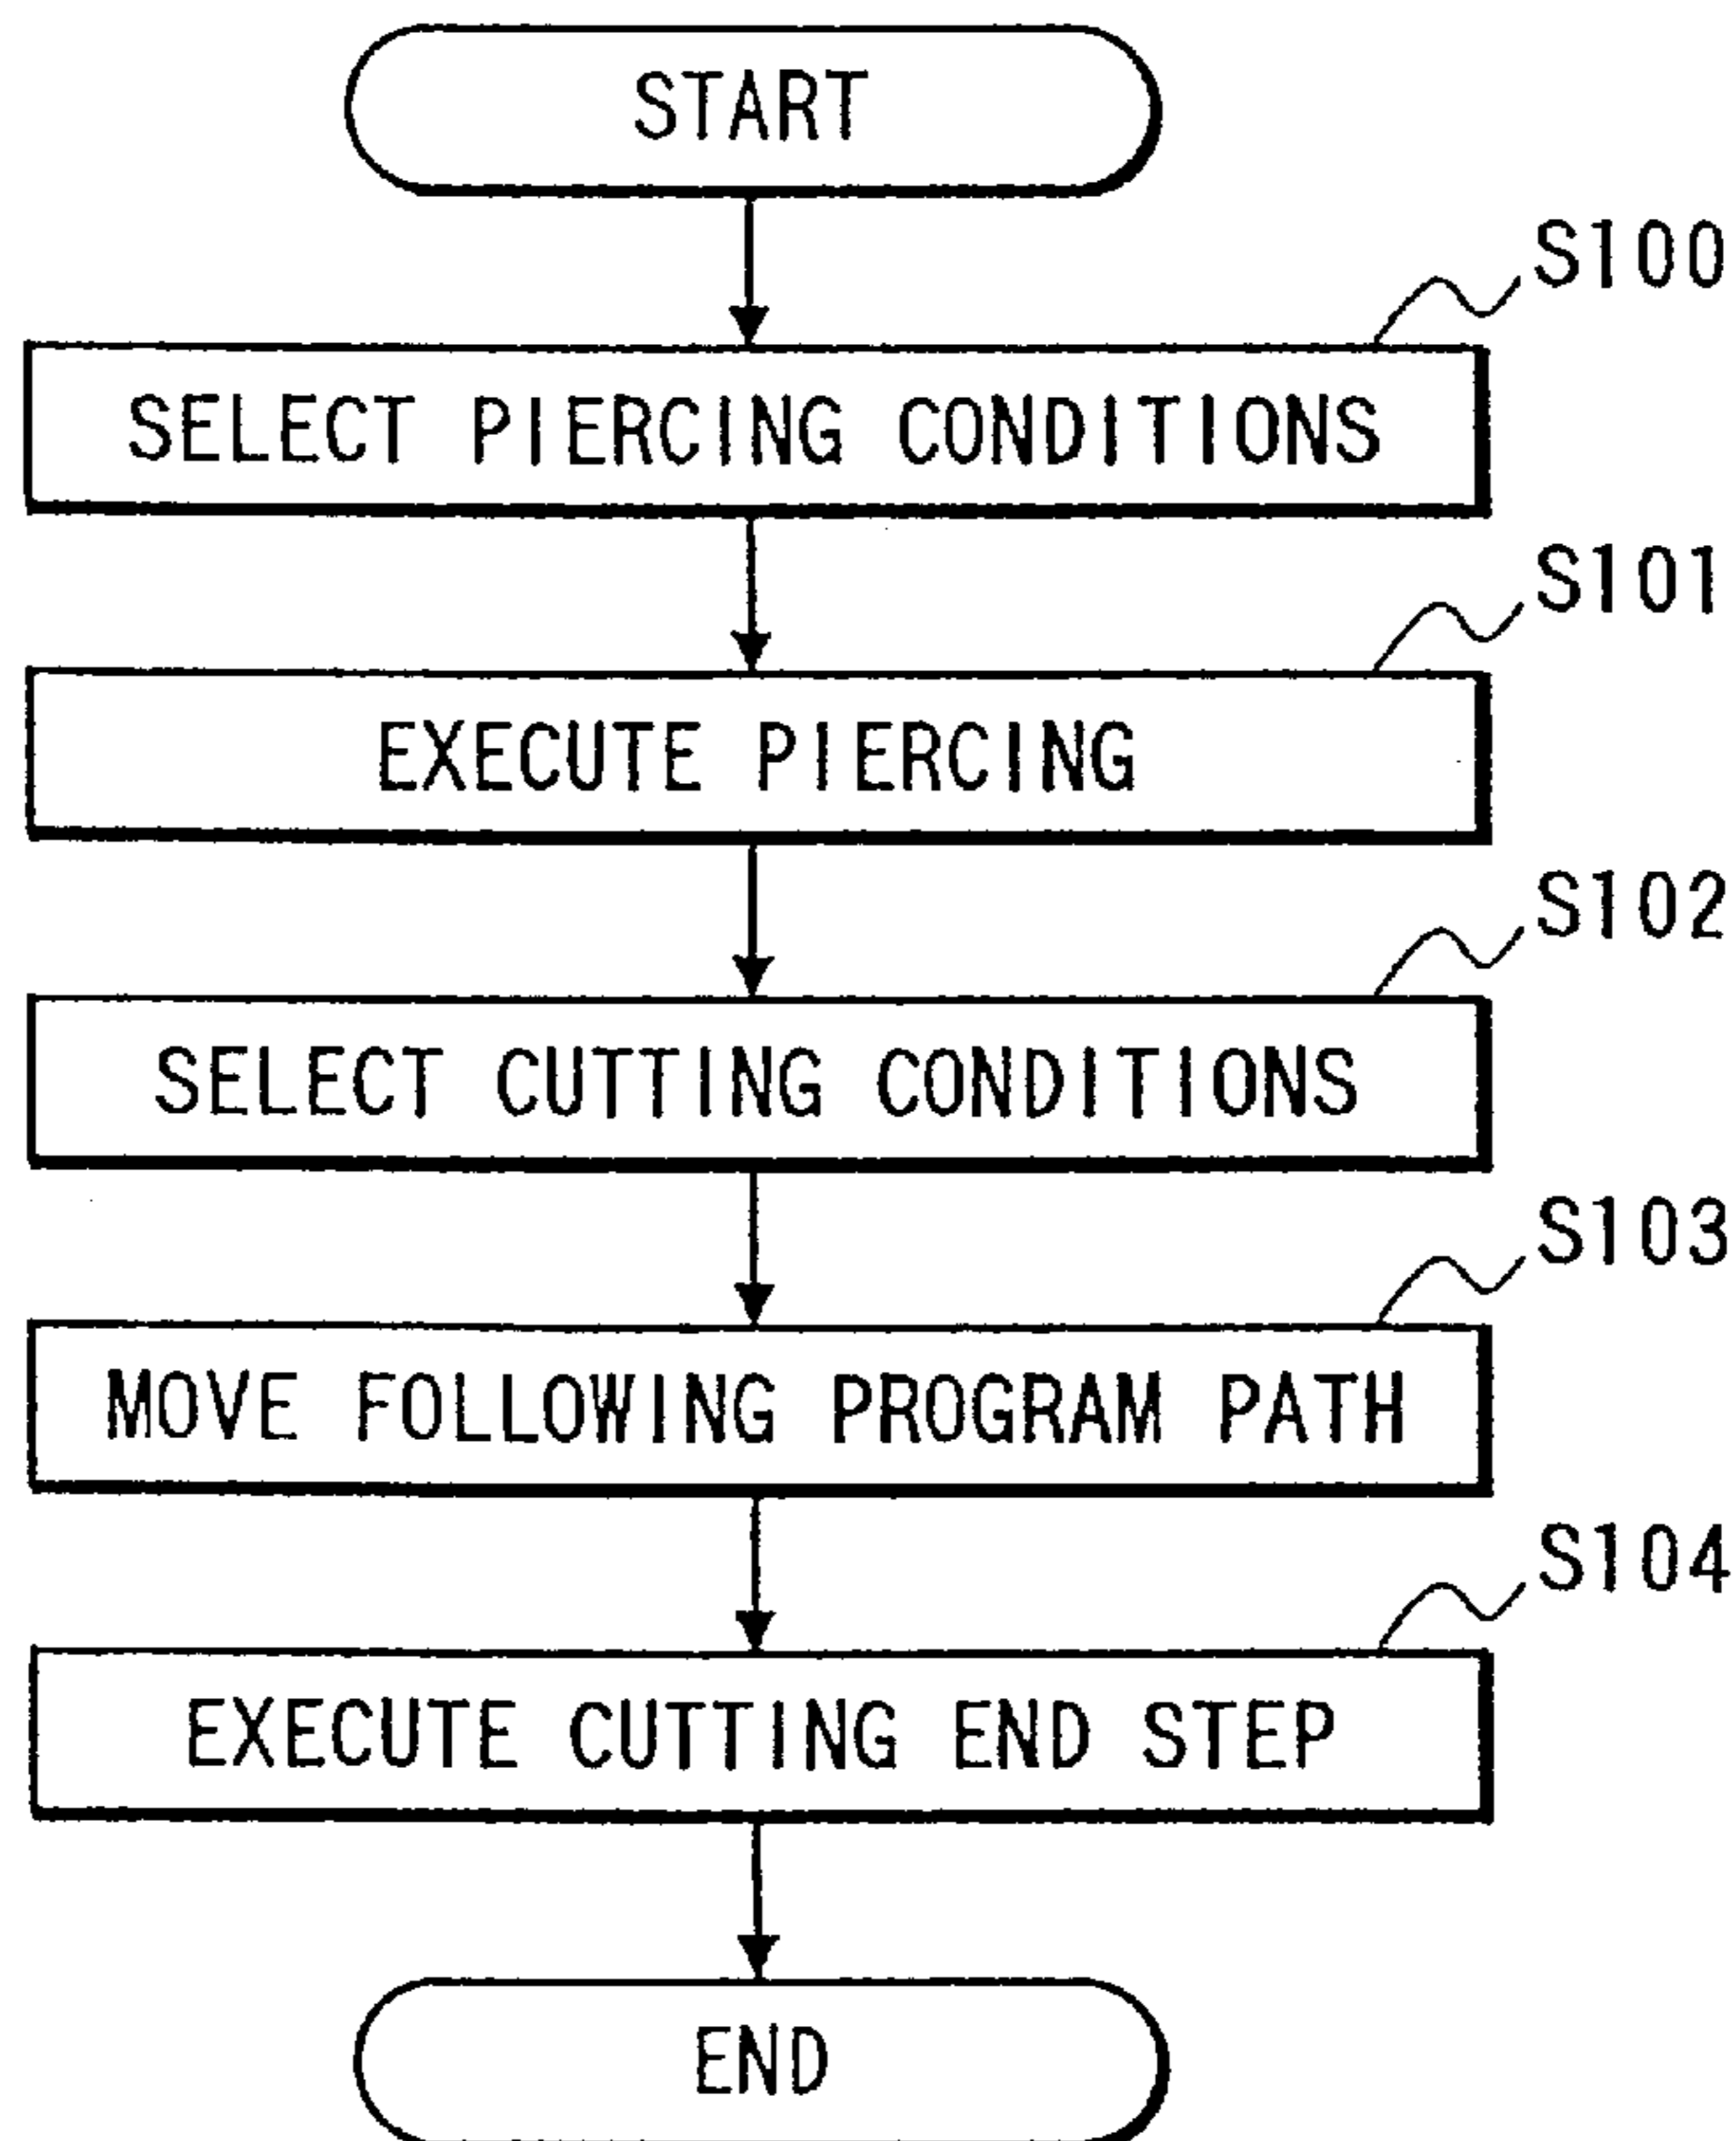 START
S100
SELECT PIERCING CONDITIONS
S101
EXECUTE PIERCING
S102
SELECT CUTTING CONDITIONS
S103
MOVE FOLLOWING PROGRAM PATH
S104
EXECUTE CUTTING END STEP
END